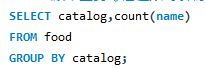 SELECT catalog,count(name)
FROM food
GROUP BY catalog;